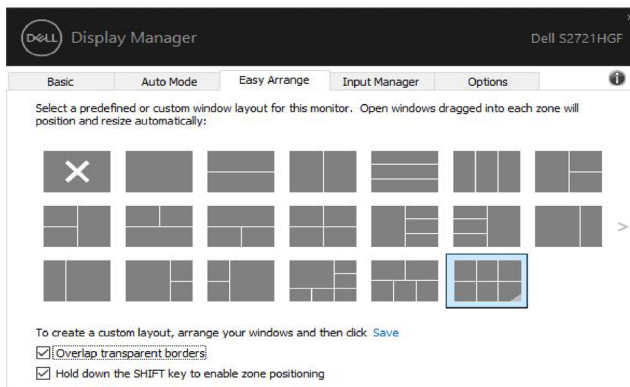 DELL Display Manager
Dell S2721HGF
Basic Auto Mode Easy Arrange Input Manager Options
Select a predefined or custom window layout for this monitor. Open windows dragged into each zone will
position and resize automatically:
To create a custom layout, arrange your windows and then click Save
Overlap transparent borders
Hold down the SHIFT key to enable zone positioning